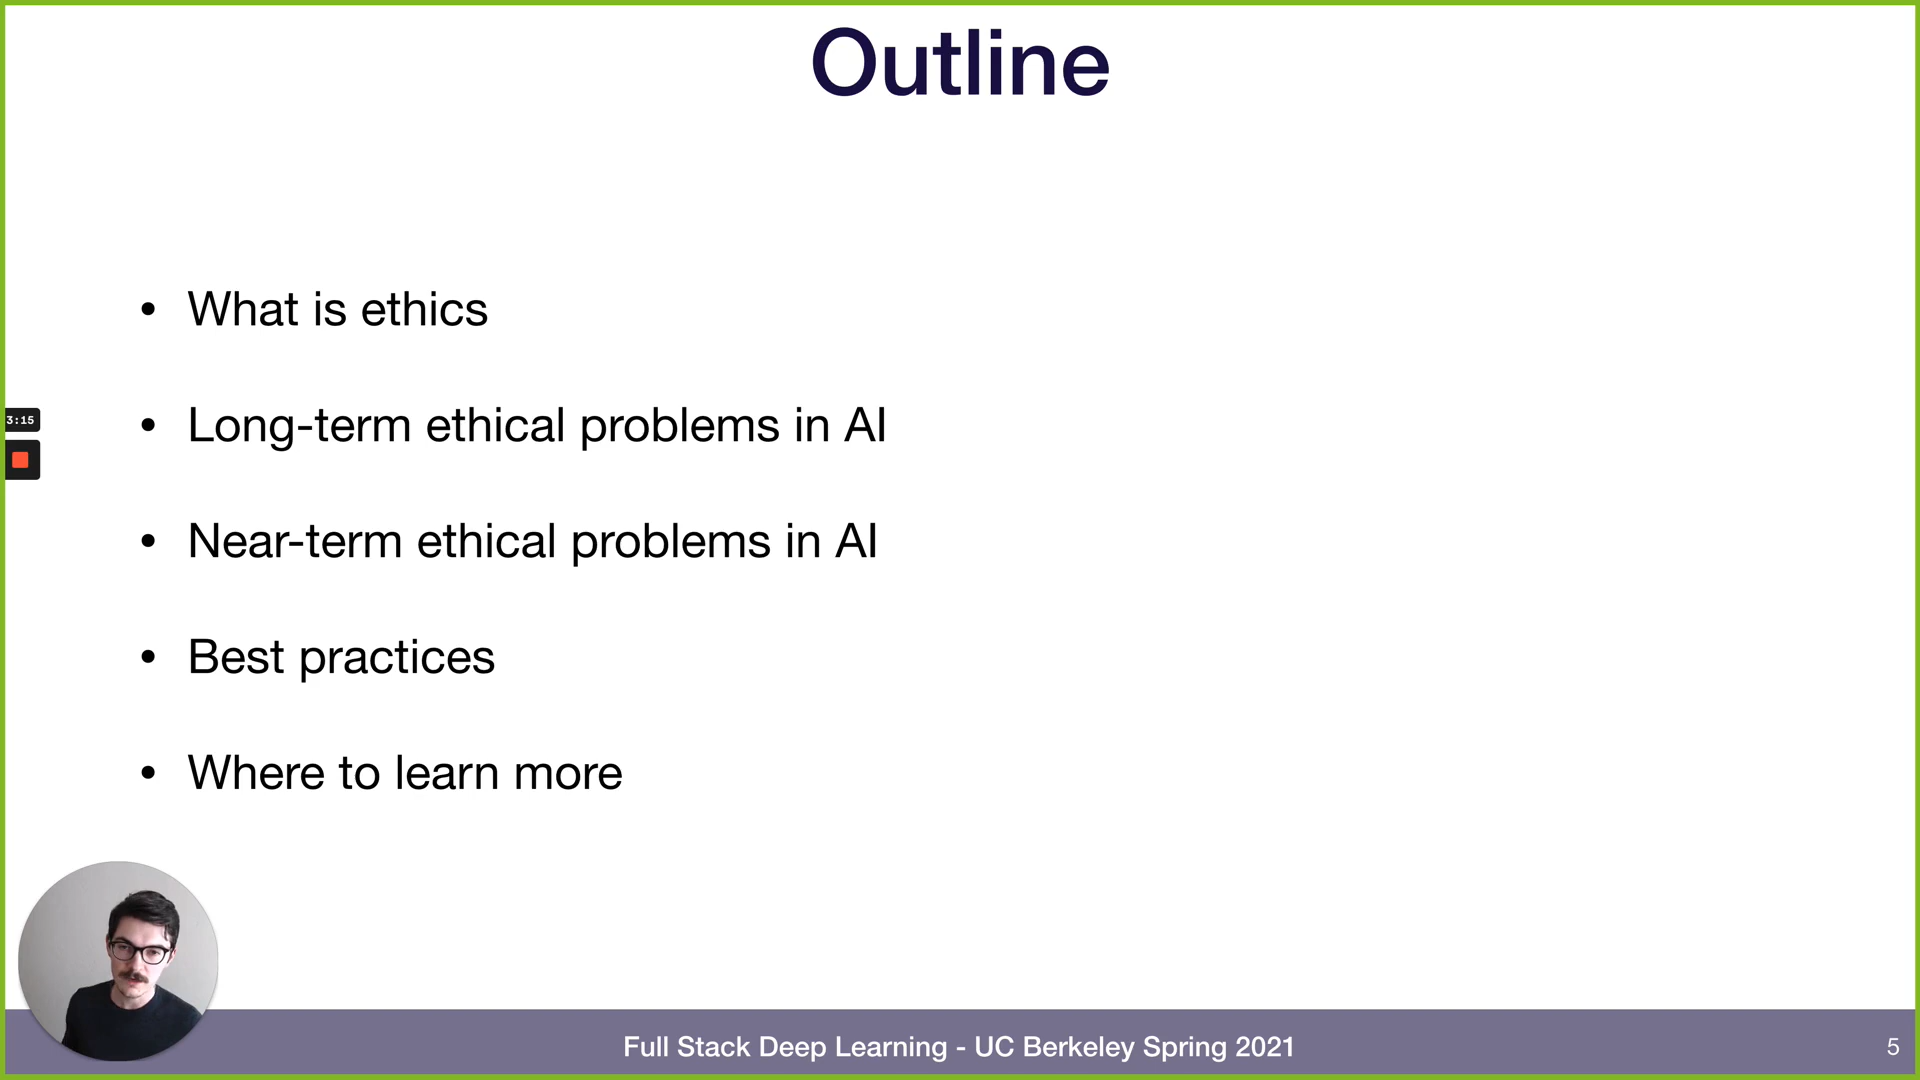 Outline
• What is ethics
• Long-term ethical problems in AI
3:15
• Near-term ethical problems in AI
• Best practices
• Where to learn more
Full Stack Deep Learning - UC Berkeley Spring 2021
5